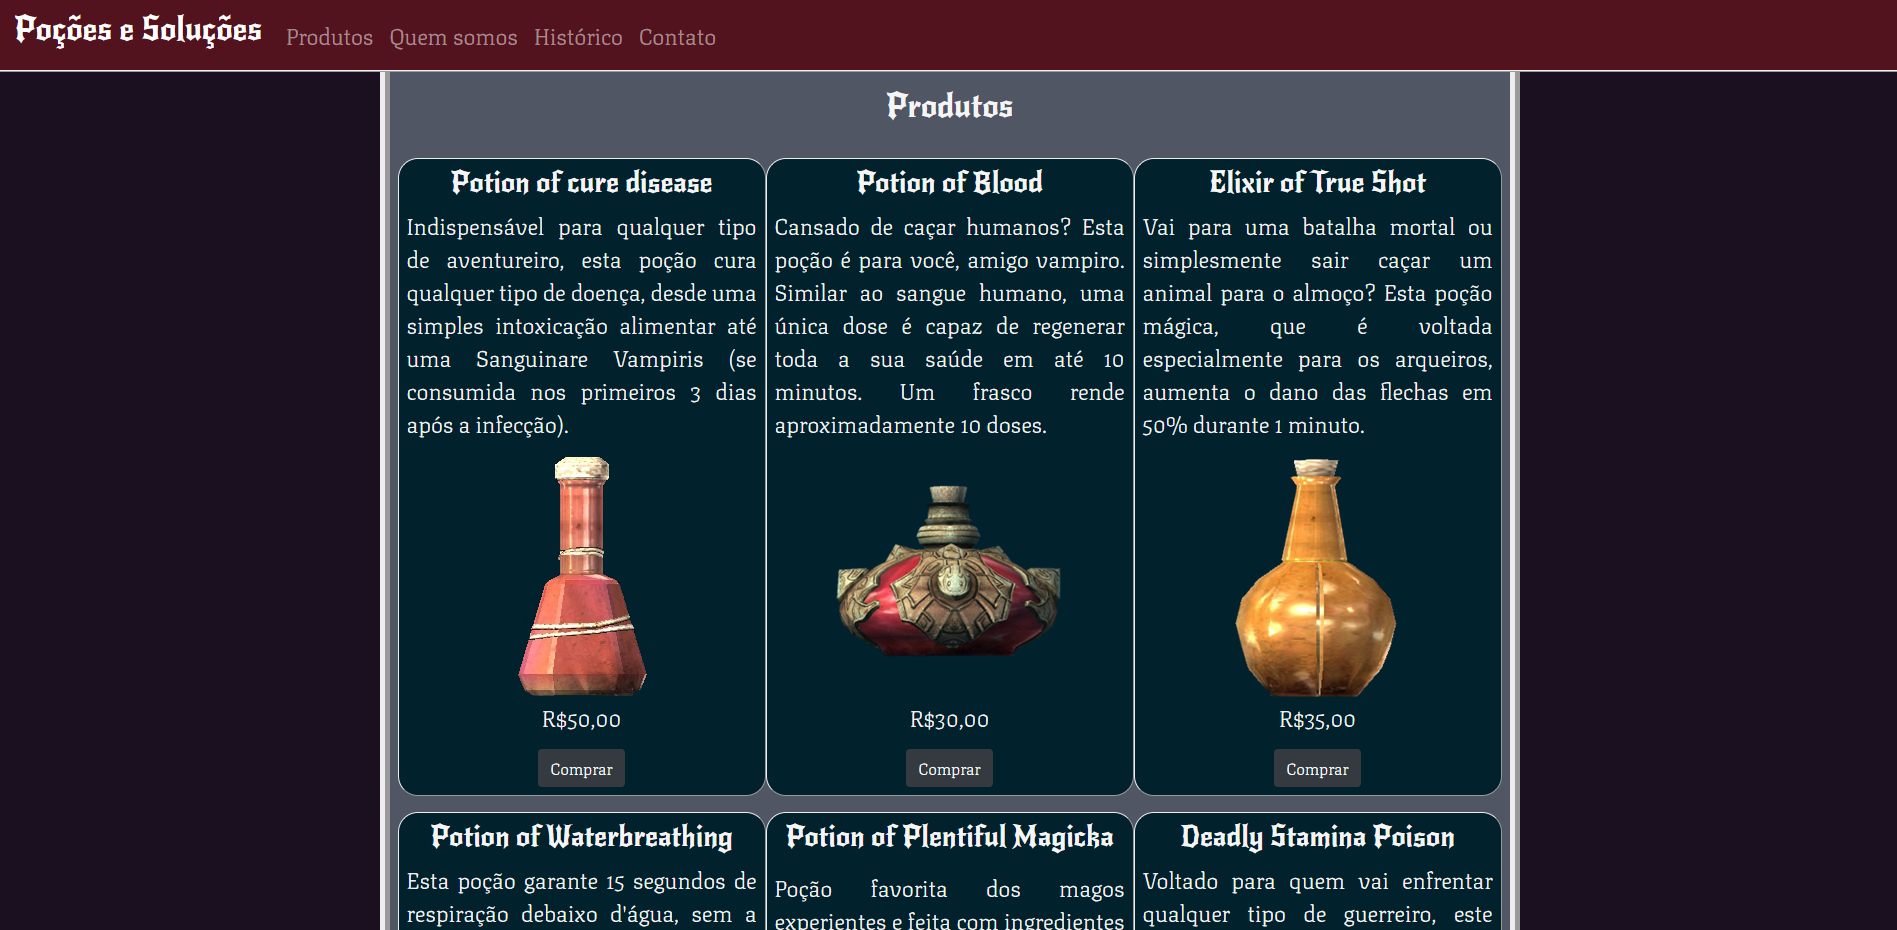 Poções e Soluções Produtos Quem somos Histórico Contato
Produtos
Potion of cure disease
Indispensável para qualquer tipo
de aventureiro, esta poção cura
qualquer tipo de doença, desde uma
simples intoxicação alimentar até
uma Sanguinare Vampiris (se
consumida nos primeiros 3 dias
após a infecção).
R$50,00
Comprar
Potion of Blood
Cansado de caçar humanos? Esta
poção é para você, amigo vampiro.
Similar ao sangue humano, uma
única dose é capaz de regenerar
toda a sua saúde em até 10
minutos. Um frasco rende
aproximadamente 10 doses.
R$30,00
Comprar
Elixir of True Shot
Vai para uma batalha mortal ou
simplesmente sair caçar um
animal para o almoço? Esta poção
mágica, que é voltada
especialmente para os arqueiros,
aumenta o dano das flechas em
50% durante 1 minuto.
R$35,00
Comprar
Potion of Waterbreathing
Esta poção garante 15 segundos de
respiração debaixo d'água, sem a
Potion of Plentiful Magicka
Poção favorita dos magos
experientes e feita com ingredientes
Deadly Stamina Poison
Voltado para quem vai enfrentar
qualquer tipo de guerreiro, este